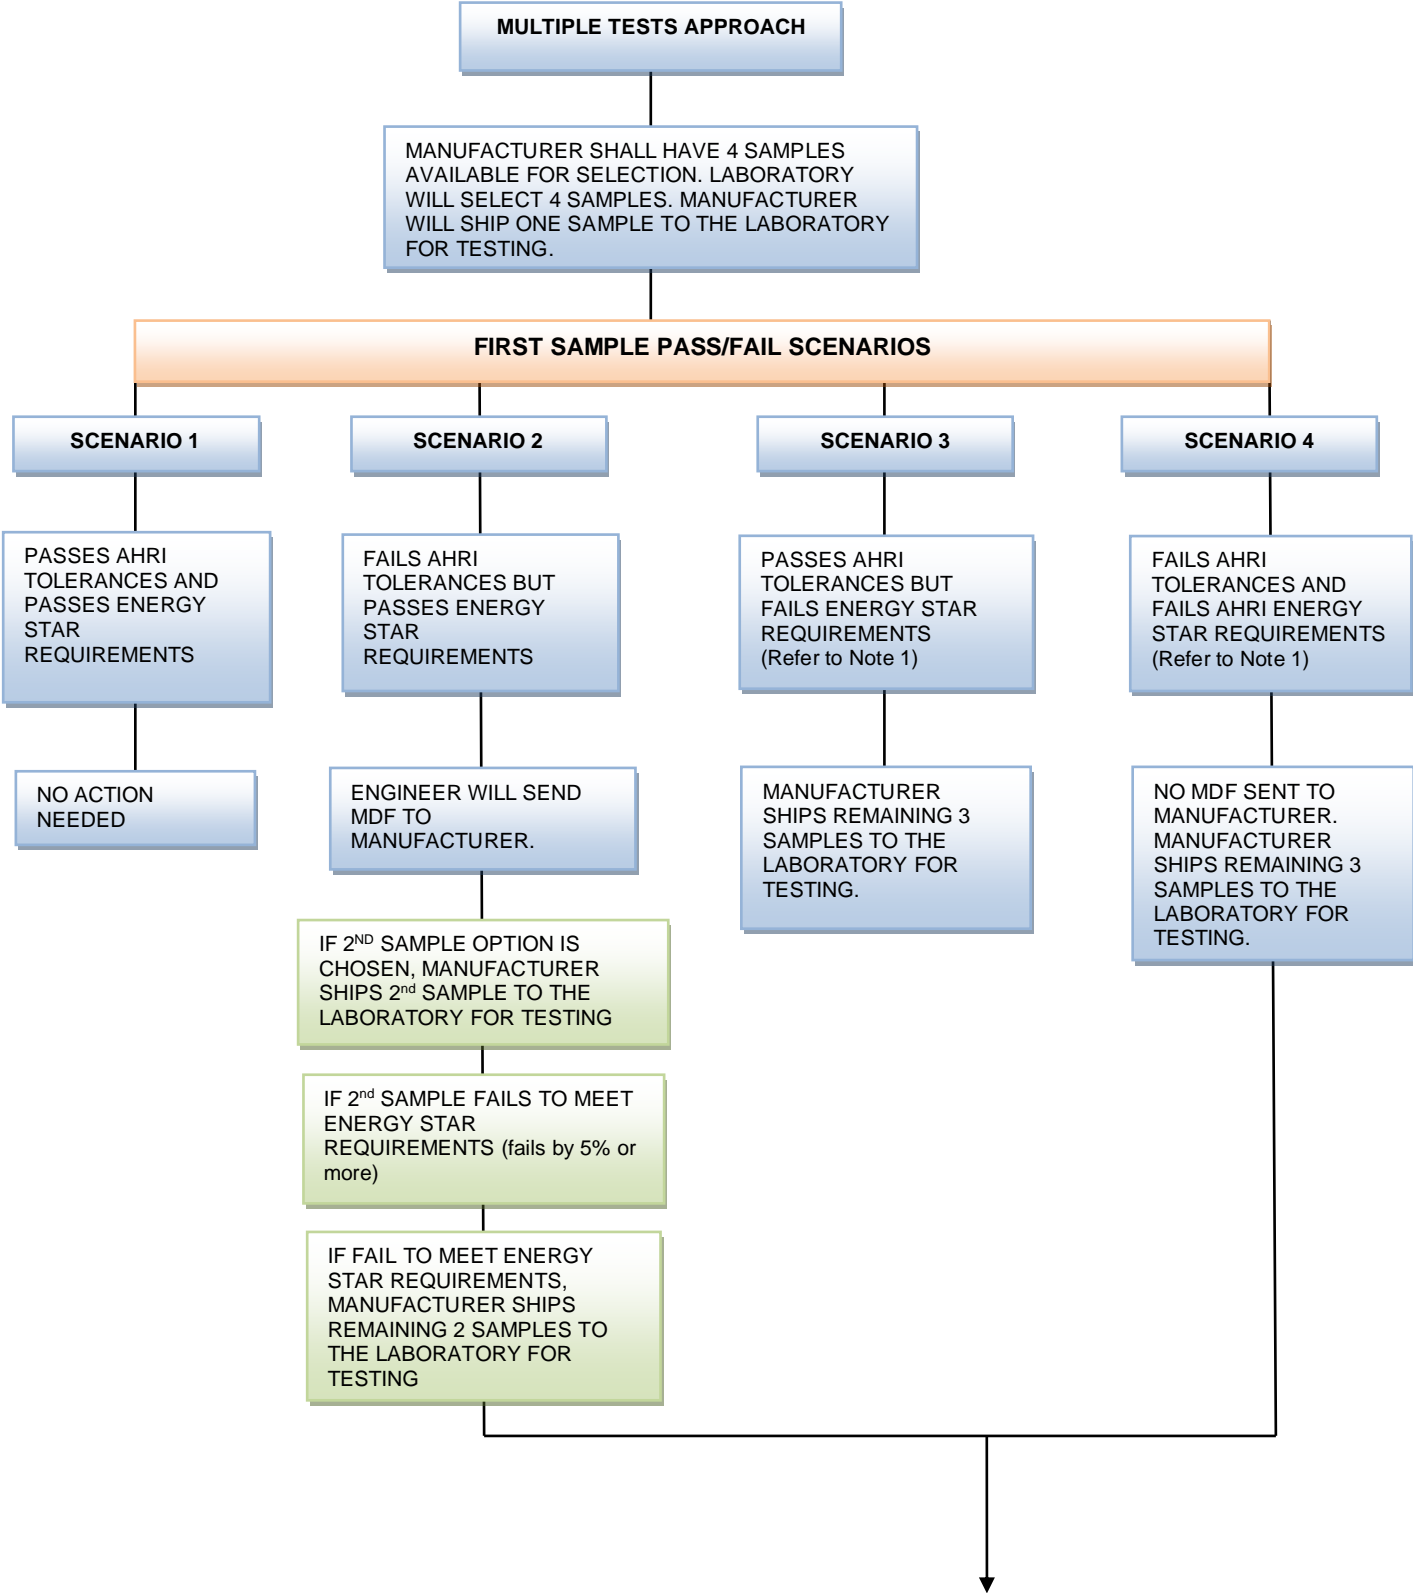 MULTIPLE TESTS APPROACH
MANUFACTURER SHALL HAVE 4 SAMPLES
AVAILABLE FOR SELECTION. LABORATORY
WILL SELECT 4 SAMPLES. MANUFACTURER
WILL SHIP ONE SAMPLE TO THE LABORATORY
FOR TESTING.
FIRST SAMPLE PASS/FAIL SCENARIOS
SCENARIO 1
PASSES AHRI
TOLERANCES AND
PASSES ENERGY
STAR
REQUIREMENTS
NO ACTION
NEEDED
SCENARIO 2
FAILS AHRI
TOLERANCES BUT
PASSES ENERGY
STAR
REQUIREMENTS
ENGINEER WILL SEND
MDF TO
MANUFACTURER.
IF 2ND SAMPLE OPTION IS
CHOSEN, MANUFACTURER
SHIPS 2nd SAMPLE TO THE
LABORATORY FOR TESTING
IF 2nd SAMPLE FAILS TO MEET
ENERGY STAR
REQUIREMENTS (fails by 5% or
more)
IF FAIL TO MEET ENERGY
STAR REQUIREMENTS,
MANUFACTURER SHIPS
REMAINING 2 SAMPLES TO
THE LABORATORY FOR
TESTING
SCENARIO 3
PASSES AHRI
TOLERANCES BUT
FAILS ENERGY STAR
REQUIREMENTS
(Refer to Note 1)
MANUFACTURER
SHIPS REMAINING 3
SAMPLES TO THE
LABORATORY FOR
TESTING.
SCENARIO 4
FAILS AHRI
TOLERANCES AND
FAILS AHRI ENERGY
STAR REQUIREMENTS
(Refer to Note 1)
NO MDF SENT TO
MANUFACTURER.
MANUFACTURER
SHIPS REMAINING 3
SAMPLES TO THE
LABORATORY FOR
TESTING.